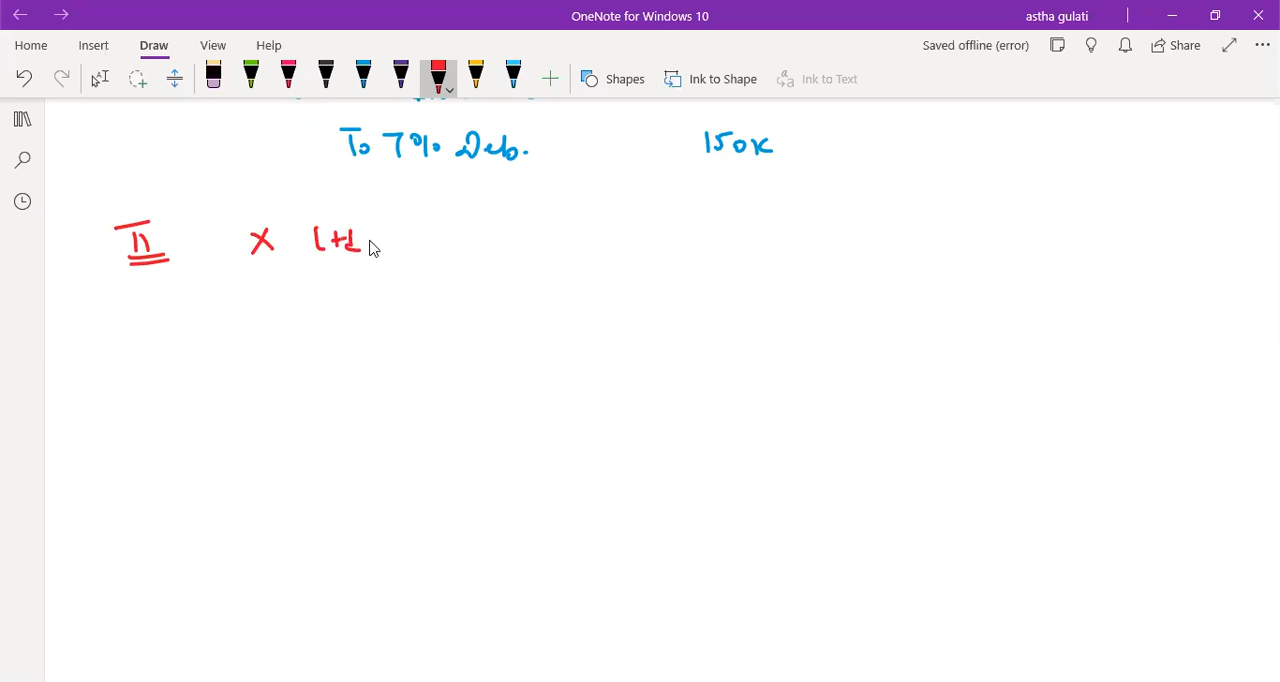 OneNote for Windows 10
astha gulati
Home Insert Draw View Help
Saved offline (error) Share
Shapes Ink to Shape Ink to Text
To 7% Deb. 150K
II X Ltd